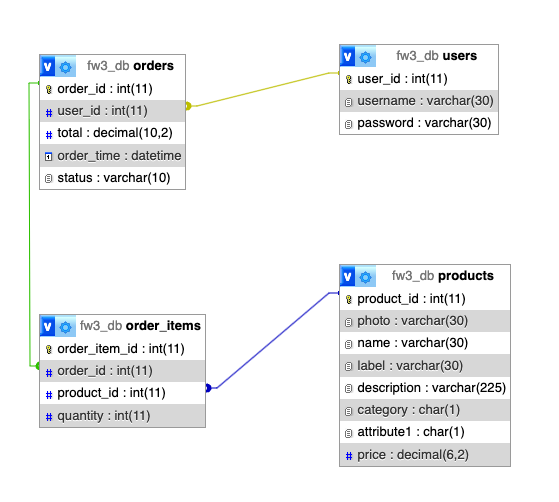 V fw3_db orders
order_id : int(11)
# user_id : int(11)
# total : decimal(10,2)
order_time : datetime
status : varchar(10)
V fw3_db users
user_id : int(11)
username : varchar(30)
password : varchar(30)
V fw3_db order_items
order_item_id : int(11)
# order_id : int(11)
# product_id : int(11)
# quantity : int(11)
V fw3_db products
product_id : int(11)
photo : varchar(30)
name : varchar(30)
label : varchar(30)
description : varchar(225)
category : char(1)
attribute1 : char(1)
# price : decimal(6,2)